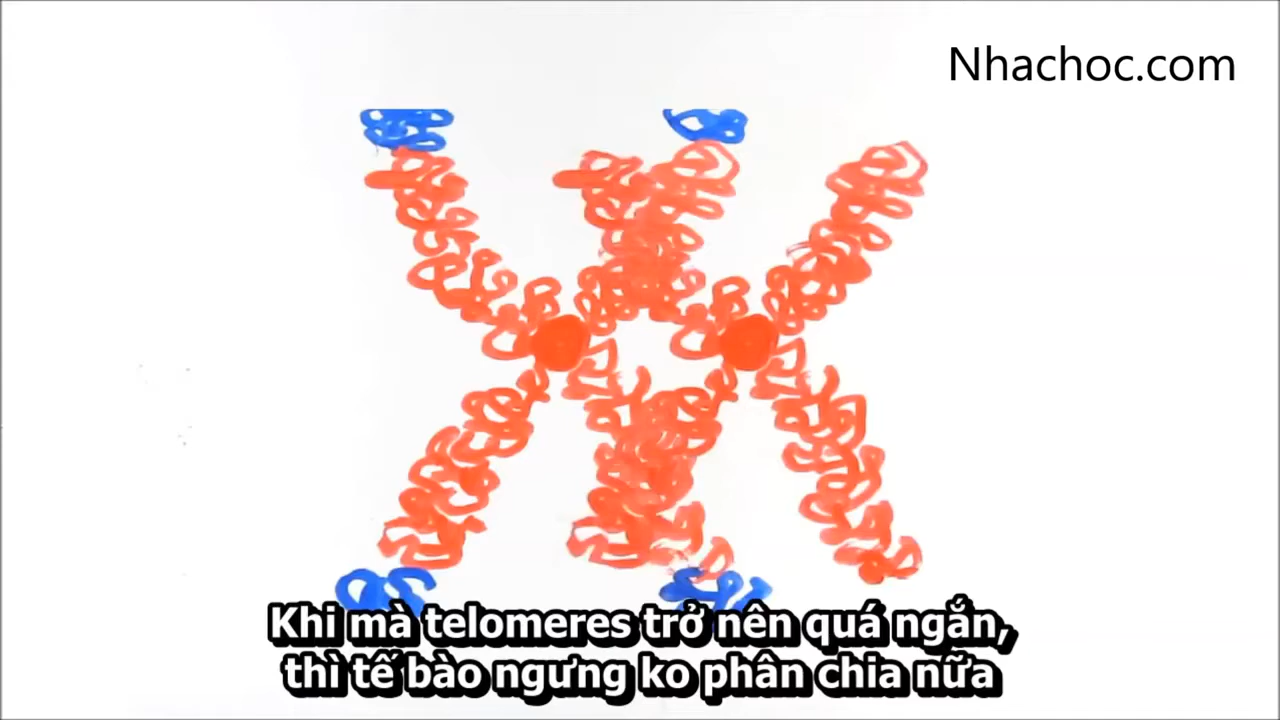 Nhachoc.com
Khi mà telomeres trở nên quá ngắn,
thì tế bào ngưng ko phân chia nữa